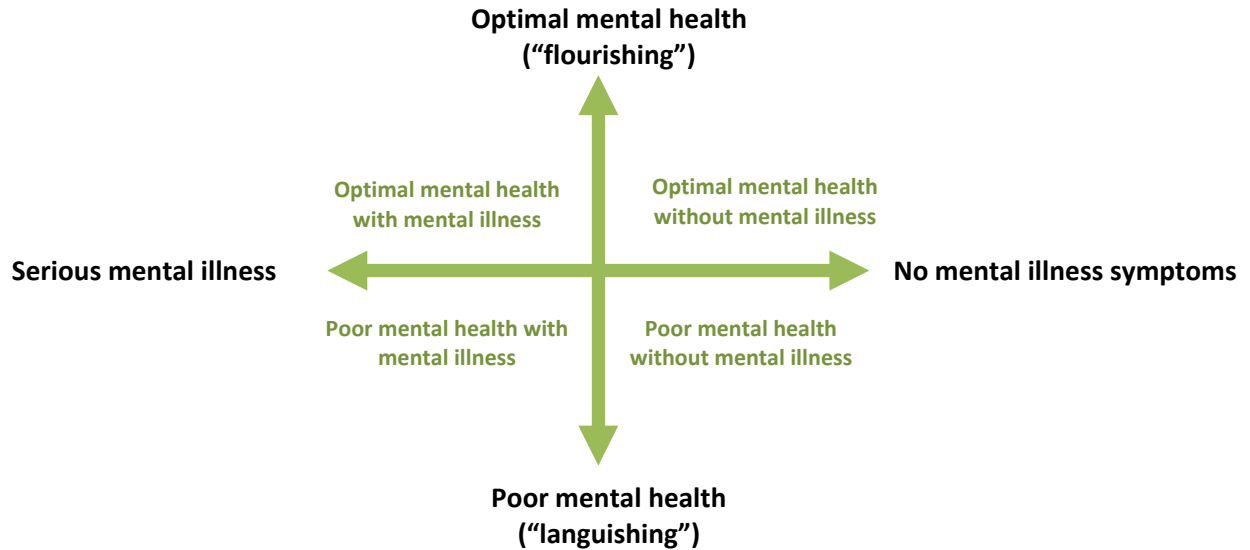 Optimal mental health
(“flourishing”)
Optimal mental health
with mental illness
Optimal mental health
without mental illness
Serious mental illness
No mental illness symptoms
Poor mental health with
mental illness
Poor mental health
without mental illness
Poor mental health
(“languishing”)